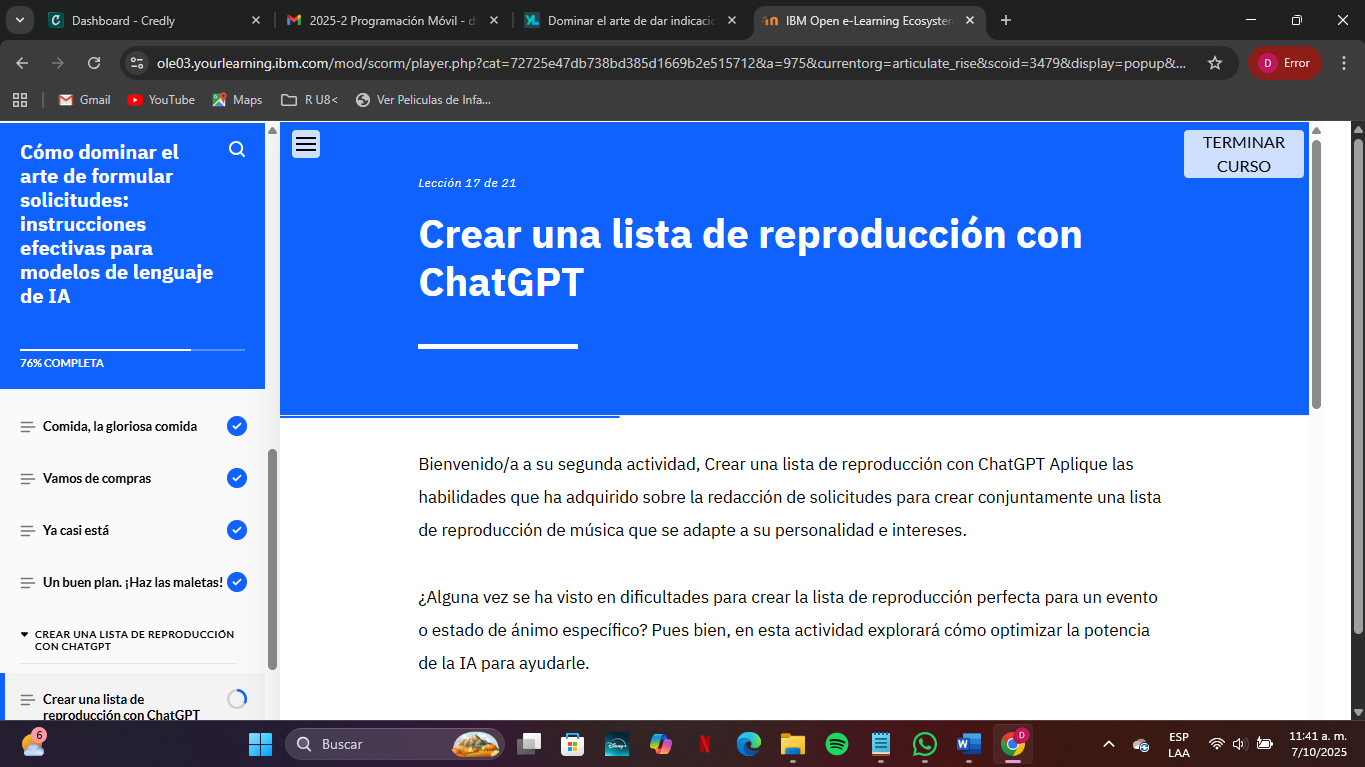 Dashboard - Credly
2025-2 Programación Móvil - d
Dominar el arte de dar indicacio
IBM Open e-Learning Ecosystem
ole03.yourlearning.ibm.com/mod/scorm/player.php?cat=72725e47db738bd385d1669b2e515712&a=975&currentorg=articulate_rise&scoid=3479&display=popup&...
D
Error
Gmail
YouTube
Maps
R U8<
Ver Peliculas de Infa...
Cómo dominar el
arte de formular
solicitudes:
instrucciones
efectivas para
modelos de lenguaje
de IA
76% COMPLETA
Comida, la gloriosa comida
Vamos de compras
Ya casi está
Un buen plan. ¡Haz las maletas!
CREAR UNA LISTA DE REPRODUCCIÓN
CON CHATGPT
Crear una lista de
reproducción con ChatGPT
TERMINAR
CURSO
Lección 17 de 21
Crear una lista de reproducción con
ChatGPT
Bienvenido/a a su segunda actividad, Crear una lista de reproducción con ChatGPT Aplique las
habilidades que ha adquirido sobre la redacción de solicitudes para crear conjuntamente una lista
de reproducción de música que se adapte a su personalidad e intereses.
¿Alguna vez se ha visto en dificultades para crear la lista de reproducción perfecta para un evento
o estado de ánimo específico? Pues bien, en esta actividad explorará cómo optimizar la potencia
de la IA para ayudarle.
6
Buscar
Disney+
N
W
D
ESP
LAA
11:41 a. m.
7/10/2025